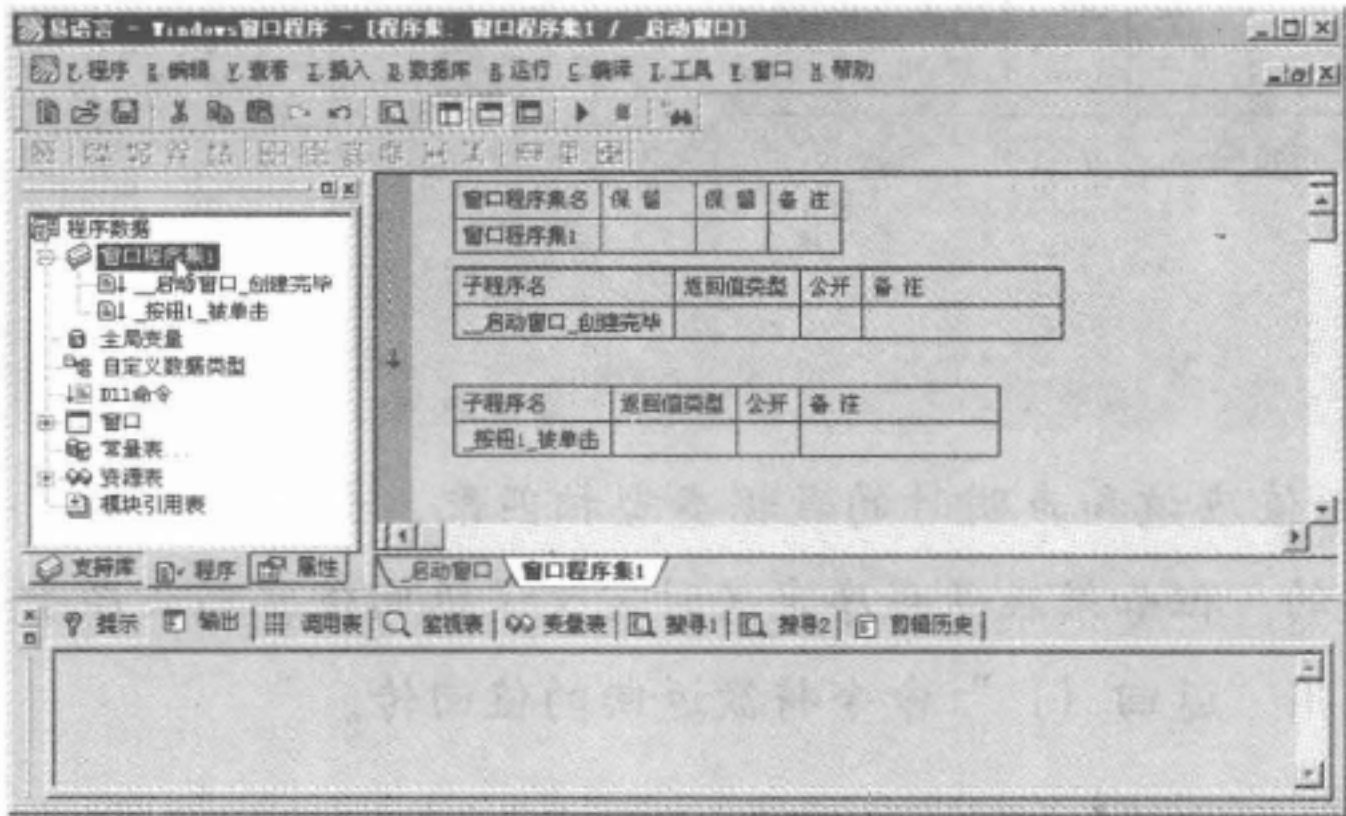 易语言 - Windows窗口程序 - [程序集: 窗口程序集1 / _启动窗口]
F.程序 E.编辑 V.查看 I.插入 B.数据库 R.运行 C.编译 T.工具 W.窗口 H.帮助
程序数据
窗口程序集1
__启动窗口_创建完毕
_按钮1_被单击
全局变量
自定义数据类型
Dll命令
窗口
常量表...
资源表
模块引用表
支持库 程序 属性
窗口程序集名 保 留 保 留 备 注
窗口程序集1
子程序名 返回值类型 公开 备 注
__启动窗口_创建完毕
子程序名 返回值类型 公开 备 注
_按钮1_被单击
_启动窗口 窗口程序集1
提示 输出 调用表 监视表 变量表 搜寻1 搜寻2 剪辑历史